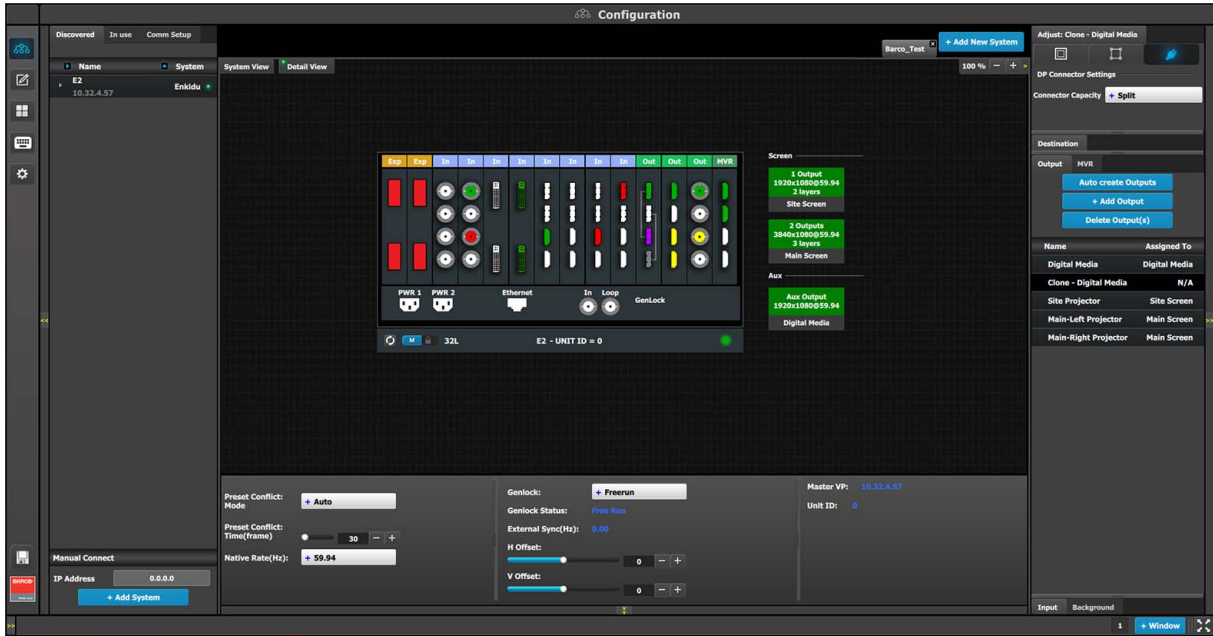 Configuration
Discovered In use Comm Setup
Name System
E2
10.32.4.57
Enkidu
Barco_Test x
+ Add New System
System View Detail View
100 % − + >
Exp Exp In In In In In In In In Out Out Out MVR
PWR 1 PWR 2 Ethernet In Loop GenLock
M 32L E2 - UNIT ID = 0
Screen
1 Output
1920x1080@59.94
2 layers
Site Screen
2 Outputs
3840x1080@59.94
3 layers
Main Screen
Aux
Aux Output
1920x1080@59.94
Digital Media
Adjust: Clone - Digital Media
DP Connector Settings
Connector Capacity + Split
Destination
Output MVR
Auto create Outputs
+ Add Output
Delete Output(s)
Name Assigned To
Digital Media Digital Media
Clone - Digital Media N/A
Site Projector Site Screen
Main-Left Projector Main Screen
Main-Right Projector Main Screen
<<
>>
Preset Conflict:
Mode
+ Auto
Preset Conflict:
Time(frame)
30 − +
Native Rate(Hz): + 59.94
Genlock: + Freerun
Genlock Status: Free Run
External Sync(Hz): 0.00
H Offset:
0 − +
V Offset:
0 − +
Master VP: 10.32.4.57
Unit ID: 0
Manual Connect
IP Address 0.0.0.0
+ Add System
BARCO
Input Background
>>
1 + Window